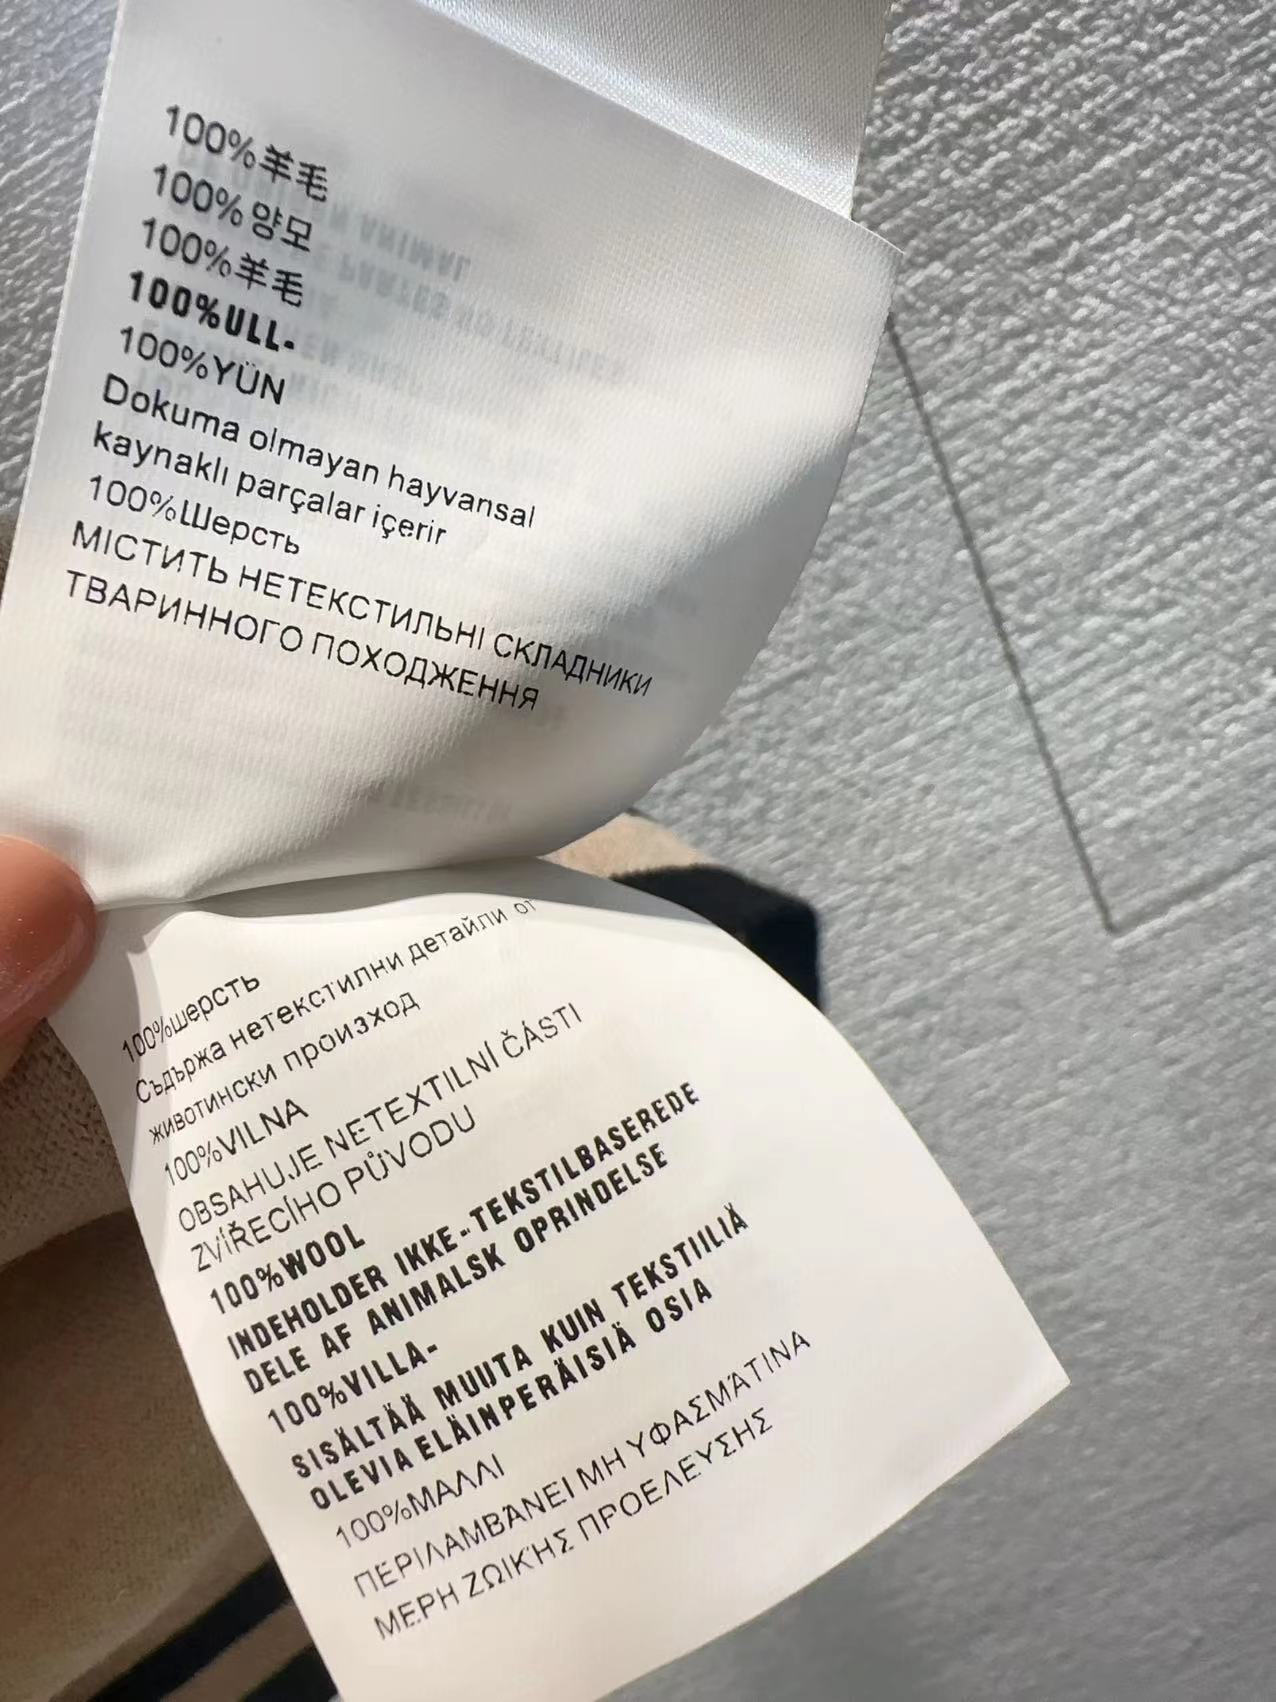 100%羊毛
100%양모
100%羊毛
100%ULL-
100%YÜN
Dokuma olmayan hayvansal
kaynaklı parçalar içerir
100%Шерсть
МІСТИТЬ НЕТЕКСТИЛЬНІ СКЛАДНИКИ
ТВАРИННОГО ПОХОДЖЕННЯ
100%шерсть
Съдържа нетекстилни детайли от
животински произход
100%VILNA
OBSAHUJE NETEXTILNÍ ČÁSTI
ZVÍŘECÍHO PŮVODU
100%WOOL
INDEHOLDER IKKE-TEKSTILBASEREDE
DELE AF ANIMALSK OPRINDELSE
100%VILLA-
SISÄLTÄÄ MUUTA KUIN TEKSTIILIÄ
OLEVIA ELÄINPERÄISIÄ OSIA
100%ΜΑΛΛΙ
ΠΕΡΙΛΑΜΒΆΝΕΙ ΜΗ ΥΦΑΣΜΆΤΙΝΑ
ΜΕΡΗ ΖΩΙΚΉΣ ΠΡΟΕΛΕΥΣΗΣ